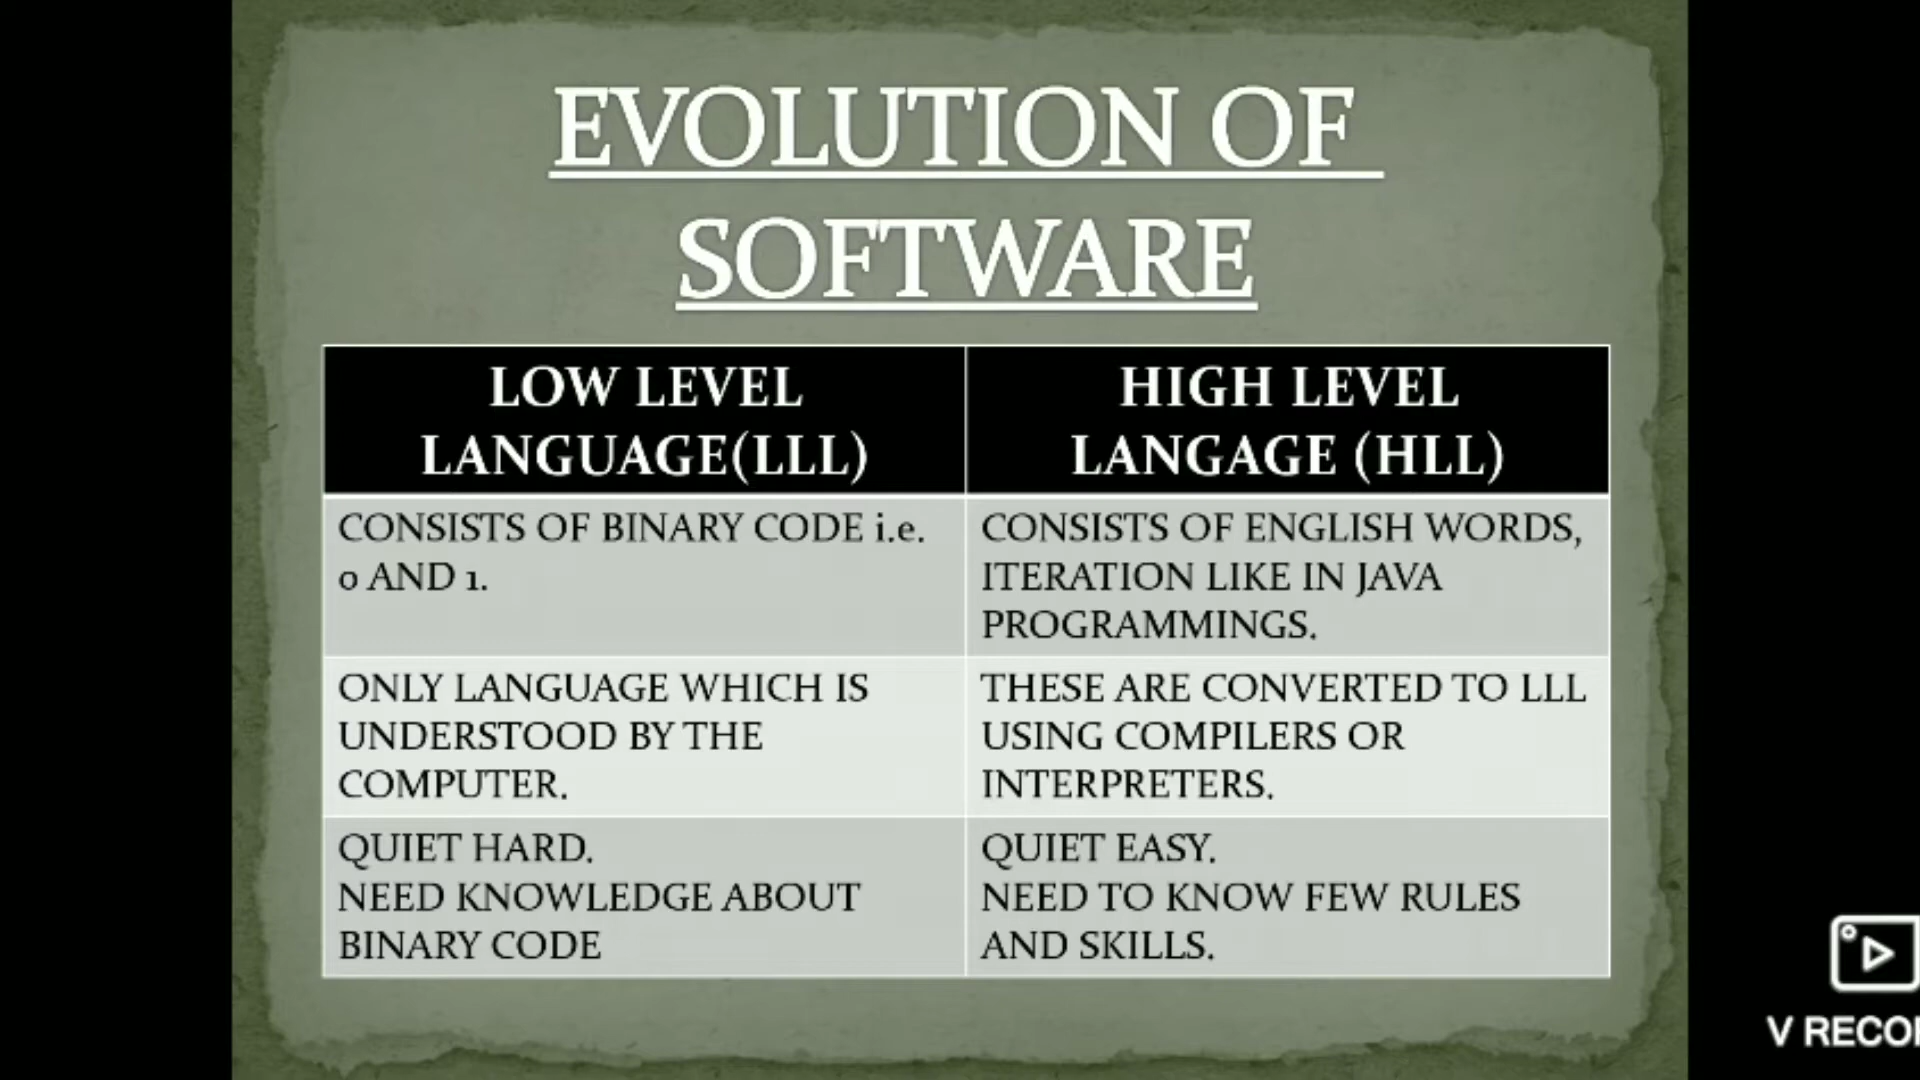 EVOLUTION OF
SOFTWARE
LOW LEVEL
LANGUAGE(LLL)
HIGH LEVEL
LANGAGE (HLL)
CONSISTS OF BINARY CODE i.e.
0 AND 1.
CONSISTS OF ENGLISH WORDS,
ITERATION LIKE IN JAVA
PROGRAMMINGS.
ONLY LANGUAGE WHICH IS
UNDERSTOOD BY THE
COMPUTER.
THESE ARE CONVERTED TO LLL
USING COMPILERS OR
INTERPRETERS.
QUIET HARD.
NEED KNOWLEDGE ABOUT
BINARY CODE
QUIET EASY.
NEED TO KNOW FEW RULES
AND SKILLS.
V RECO